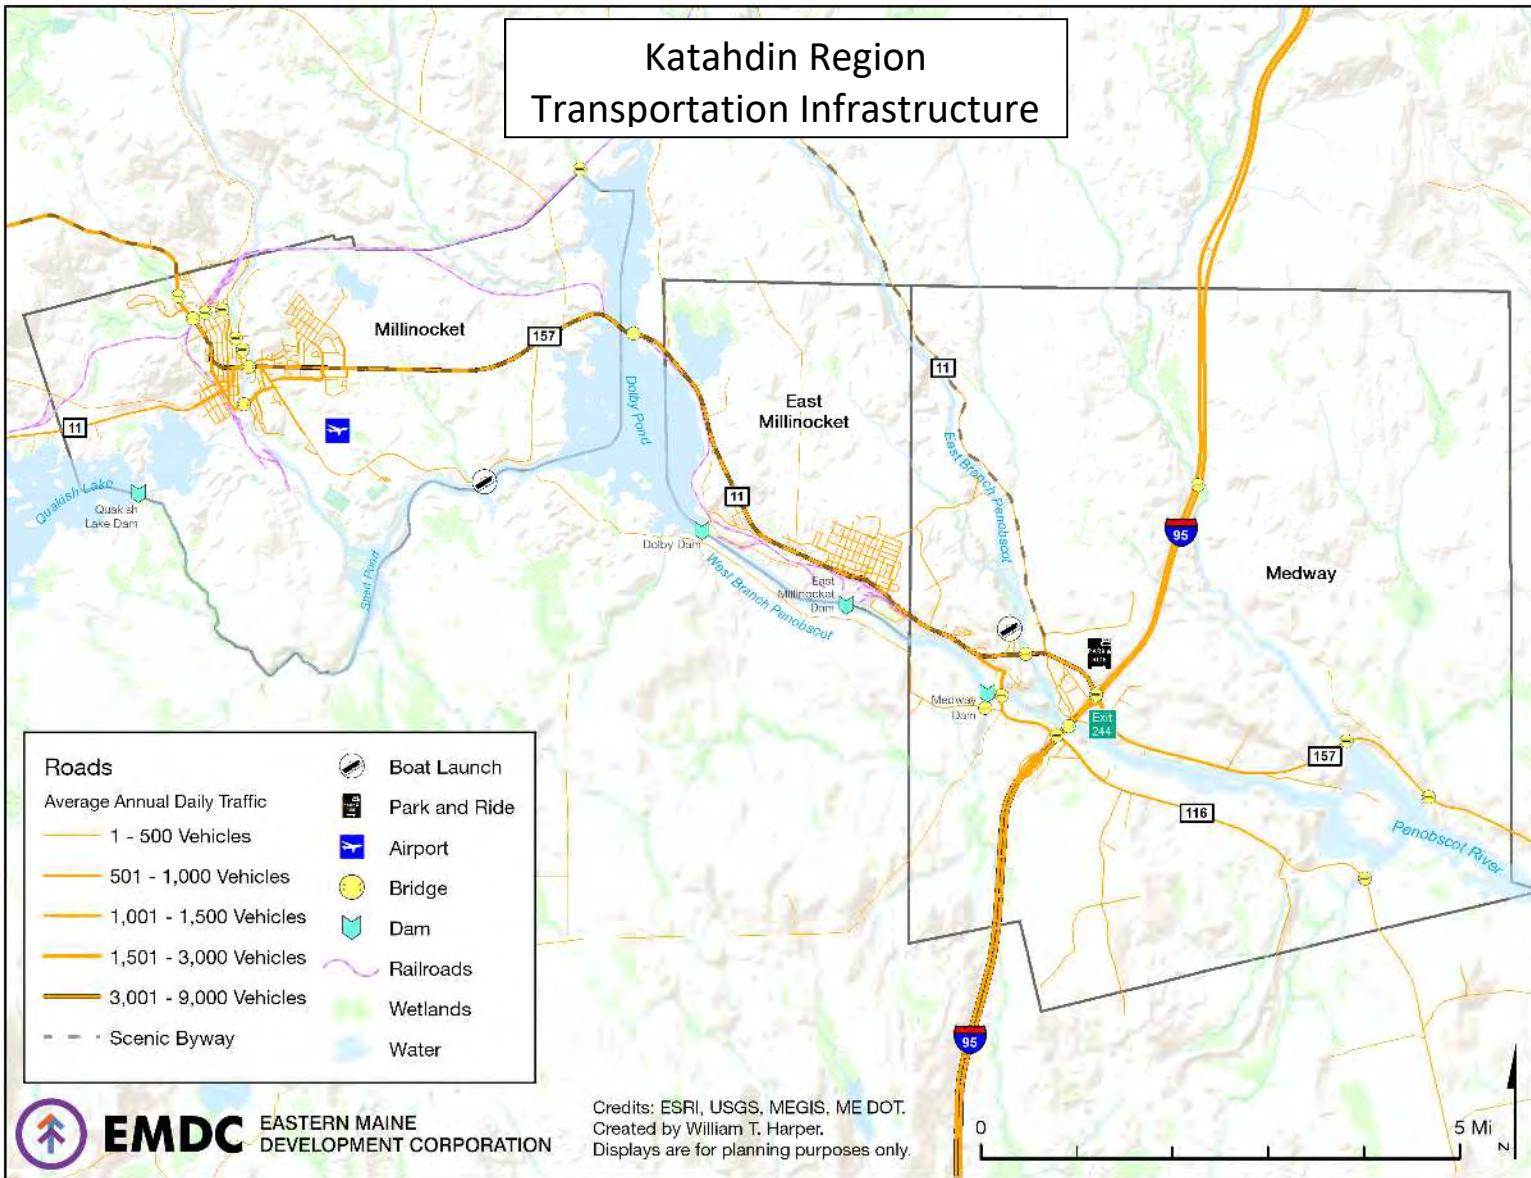 Katahdin Region
Transportation Infrastructure
Millinocket
157
11
East
Millinocket
11
Dolby Pond
East Branch Penobscot
11
95
Medway
11
Quakish Lake
Quakish
Lake Dam
Shad Pond
Dolby Dam
West Branch Penobscot
East
Millinocket
Dam
PARK &
RIDE
Medway
Dam
Exit
244
157
116
Penobscot River
95
Roads
Average Annual Daily Traffic
1 - 500 Vehicles
501 - 1,000 Vehicles
1,001 - 1,500 Vehicles
1,501 - 3,000 Vehicles
3,001 - 9,000 Vehicles
Scenic Byway
Boat Launch
Park and Ride
Airport
Bridge
Dam
Railroads
Wetlands
Water
EMDC
EASTERN MAINE
DEVELOPMENT CORPORATION
Credits: ESRI, USGS, MEGIS, ME DOT.
Created by William T. Harper.
Displays are for planning purposes only.
0 5 Mi
N